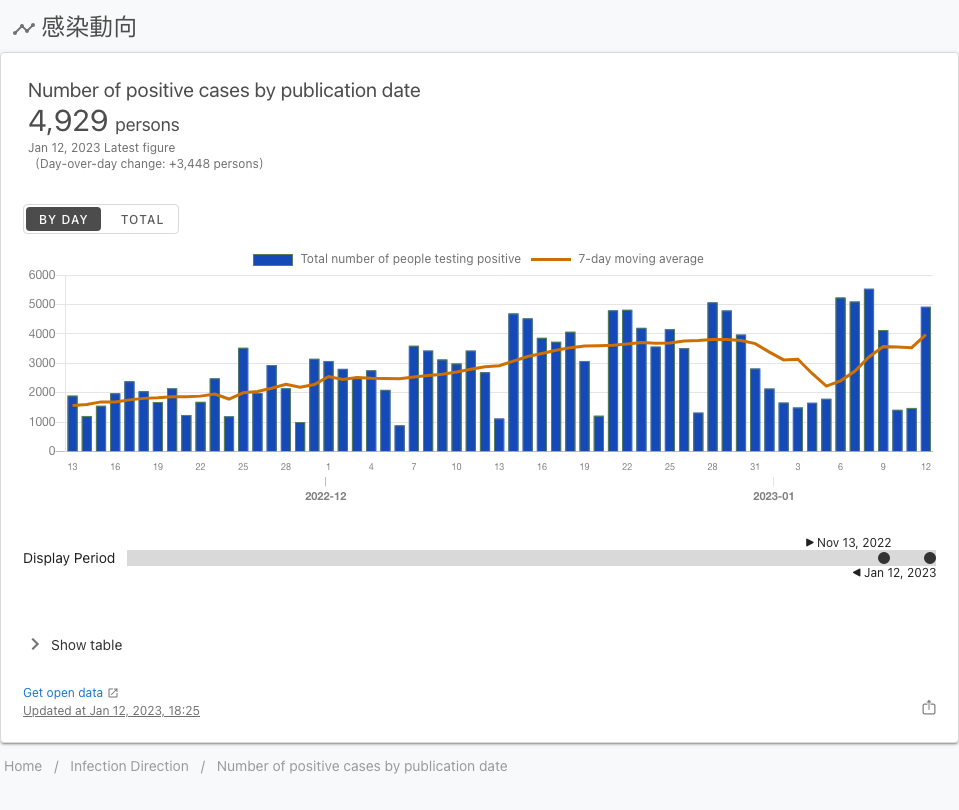 感染動向
Number of positive cases by publication date
4,929 persons
Jan 12, 2023 Latest figure
(Day-over-day change: +3,448 persons)
BY DAY TOTAL
Total number of people testing positive 7-day moving average
6000
5000
4000
3000
2000
1000
0
13 16 19 22 25 28 1 4 7 10 13 16 19 22 25 28 31 3 6 9 12
2022-12 2023-01
Nov 13, 2022
Display Period
Jan 12, 2023
Show table
Get open data
Updated at Jan 12, 2023, 18:25
Home / Infection Direction / Number of positive cases by publication date